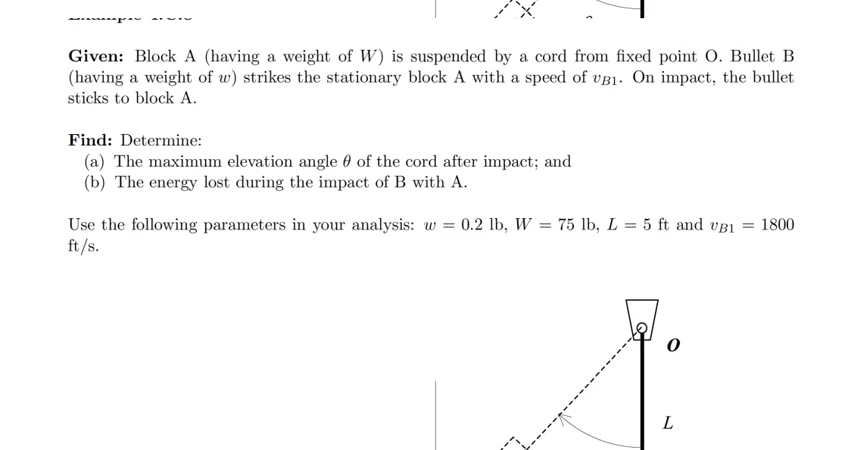 Given: Block A (having a weight of W) is suspended by a cord from fixed point O. Bullet B
(having a weight of w) strikes the stationary block A with a speed of vB1. On impact, the bullet
sticks to block A.
Find: Determine:
(a) The maximum elevation angle θ of the cord after impact; and
(b) The energy lost during the impact of B with A.
Use the following parameters in your analysis: w = 0.2 lb, W = 75 lb, L = 5 ft and vB1 = 1800
ft/s.
O
L